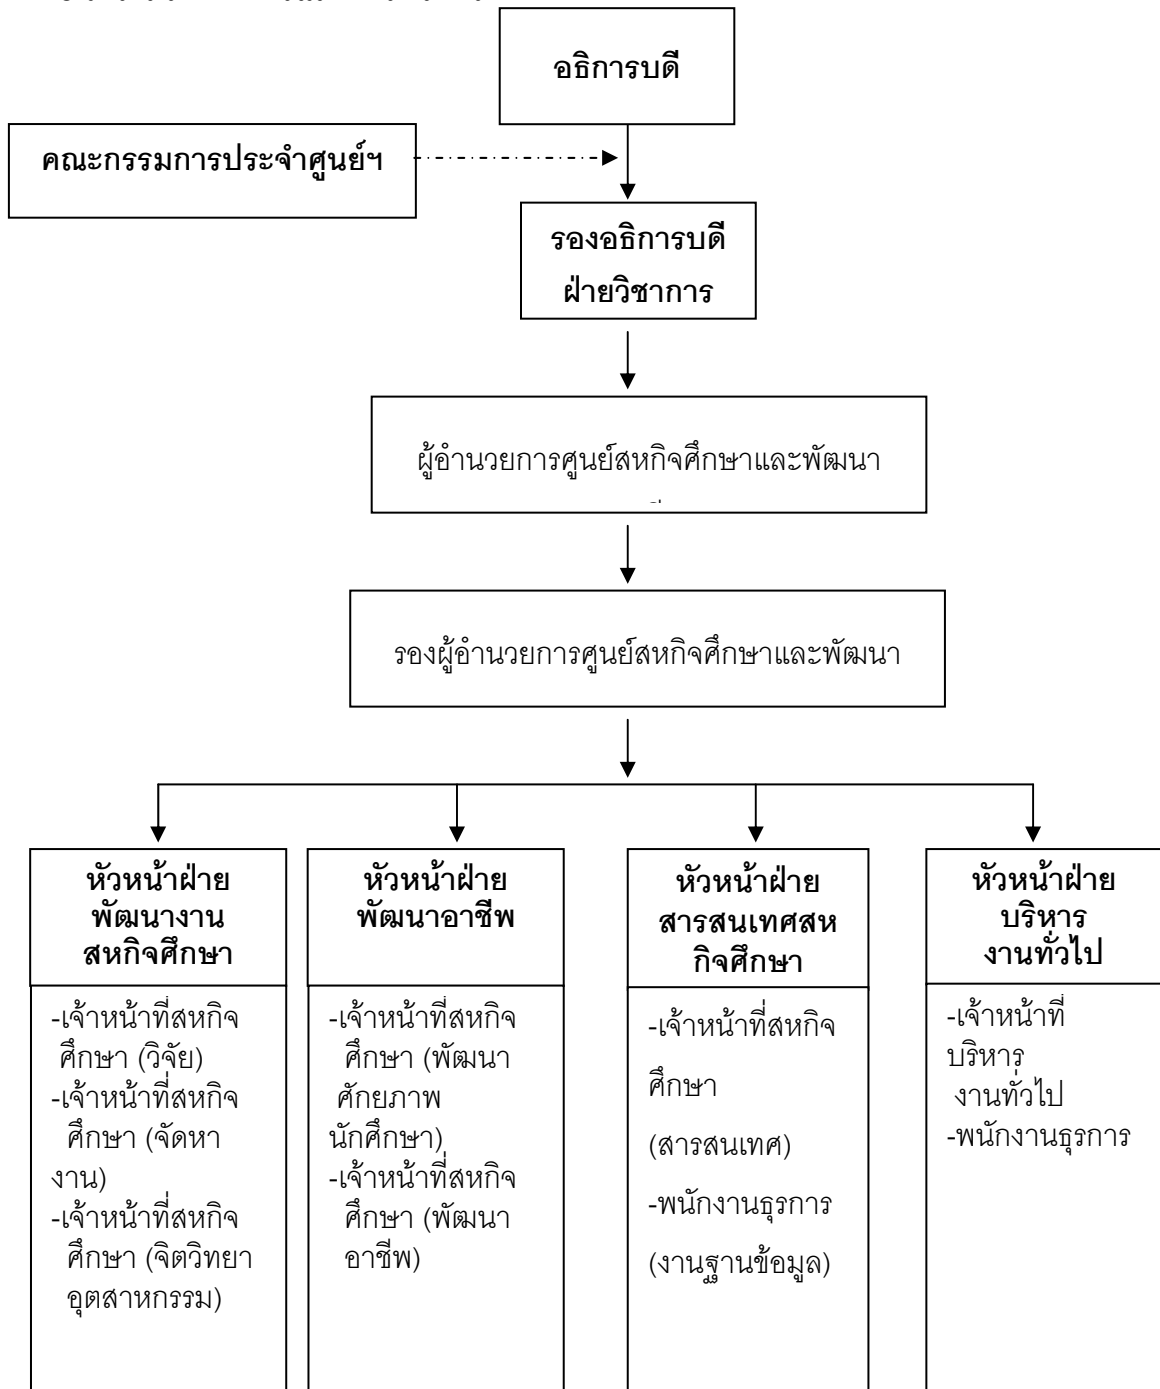 อธิการบดี
คณะกรรมการประจำศูนย์ฯ
รองอธิการบดี
ฝ่ายวิชาการ
ผู้อำนวยการศูนย์สหกิจศึกษาและพัฒนา
รองผู้อำนวยการศูนย์สหกิจศึกษาและพัฒนา
หัวหน้าฝ่าย
พัฒนางาน
สหกิจศึกษา
-เจ้าหน้าที่สหกิจ
ศึกษา (วิจัย)
-เจ้าหน้าที่สหกิจ
ศึกษา (จัดหา
งาน)
-เจ้าหน้าที่สหกิจ
ศึกษา (จิตวิทยา
อุตสาหกรรม)
หัวหน้าฝ่าย
พัฒนาอาชีพ
-เจ้าหน้าที่สหกิจ
ศึกษา (พัฒนา
ศักยภาพ
นักศึกษา)
-เจ้าหน้าที่สหกิจ
ศึกษา (พัฒนา
อาชีพ)
หัวหน้าฝ่าย
สารสนเทศสห
กิจศึกษา
-เจ้าหน้าที่สหกิจ
ศึกษา
(สารสนเทศ)
-พนักงานธุรการ
(งานฐานข้อมูล)
หัวหน้าฝ่าย
บริหาร
งานทั่วไป
-เจ้าหน้าที่
บริหาร
งานทั่วไป
-พนักงานธุรการ